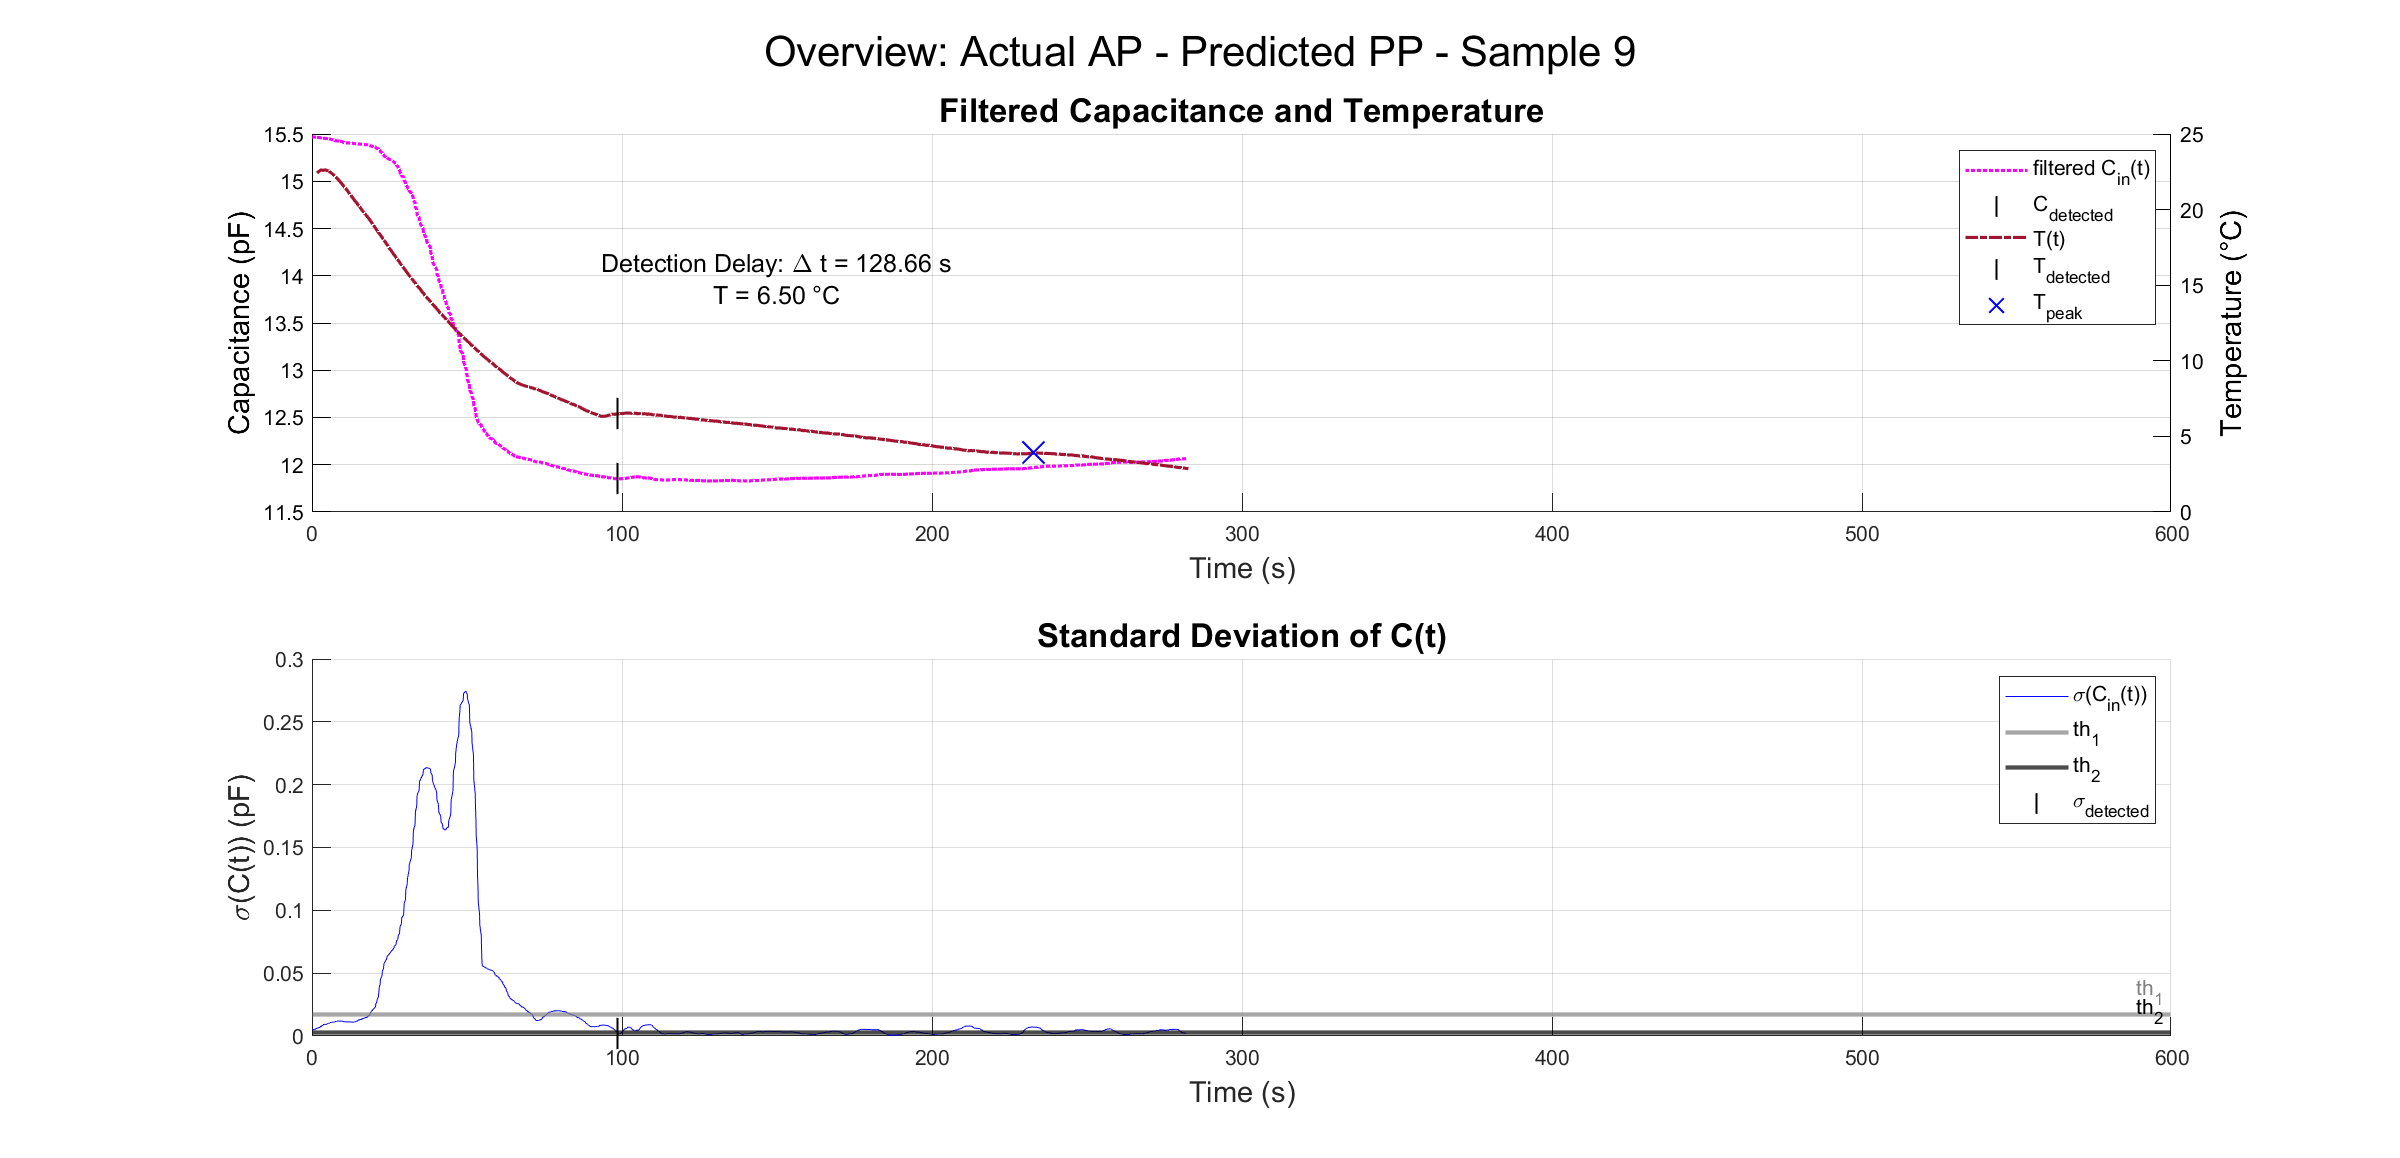 Overview: Actual AP - Predicted PP - Sample 9
Filtered Capacitance and Temperature
Capacitance (pF)
15.5
15
14.5
14
13.5
13
12.5
12
11.5
Detection Delay: Δ t = 128.66 s
T = 6.50 °C
filtered C_in(t)
C_detected
T(t)
T_detected
T_peak
25
20
15
10
5
0
Temperature (°C)
0 100 200 300 400 500 600
Time (s)
Standard Deviation of C(t)
σ(C(t)) (pF)
0.3
0.25
0.2
0.15
0.1
0.05
0
σ(C_in(t))
th_1
th_2
σ_detected
th_1
th_2
0 100 200 300 400 500 600
Time (s)